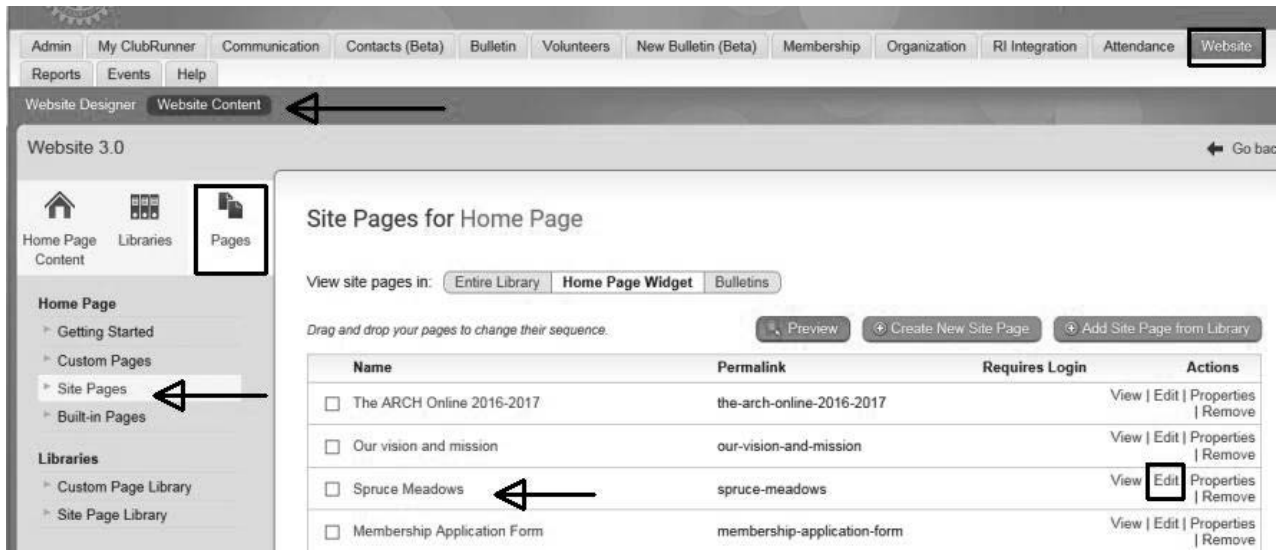 Admin My ClubRunner Communication Contacts (Beta) Bulletin Volunteers New Bulletin (Beta) Membership Organization RI Integration Attendance Website
Reports Events Help
Website Designer Website Content
Website 3.0
Go bac
Home Page Content
Libraries
Pages
Home Page
Getting Started
Custom Pages
Site Pages
Built-in Pages
Libraries
Custom Page Library
Site Page Library
Site Pages for Home Page
View site pages in: Entire Library Home Page Widget Bulletins
Drag and drop your pages to change their sequence.
Preview Create New Site Page Add Site Page from Library
Name Permalink Requires Login Actions
The ARCH Online 2016-2017 the-arch-online-2016-2017 View | Edit | Properties
| Remove
Our vision and mission our-vision-and-mission View | Edit | Properties
| Remove
Spruce Meadows spruce-meadows View Edit Properties
| Remove
Membership Application Form membership-application-form View | Edit | Properties
| Remove